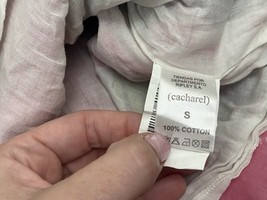 TIENDAS POR
DEPARTAMENTO
RIPLEY S.A.
(cacharel)
S
100% COTTON